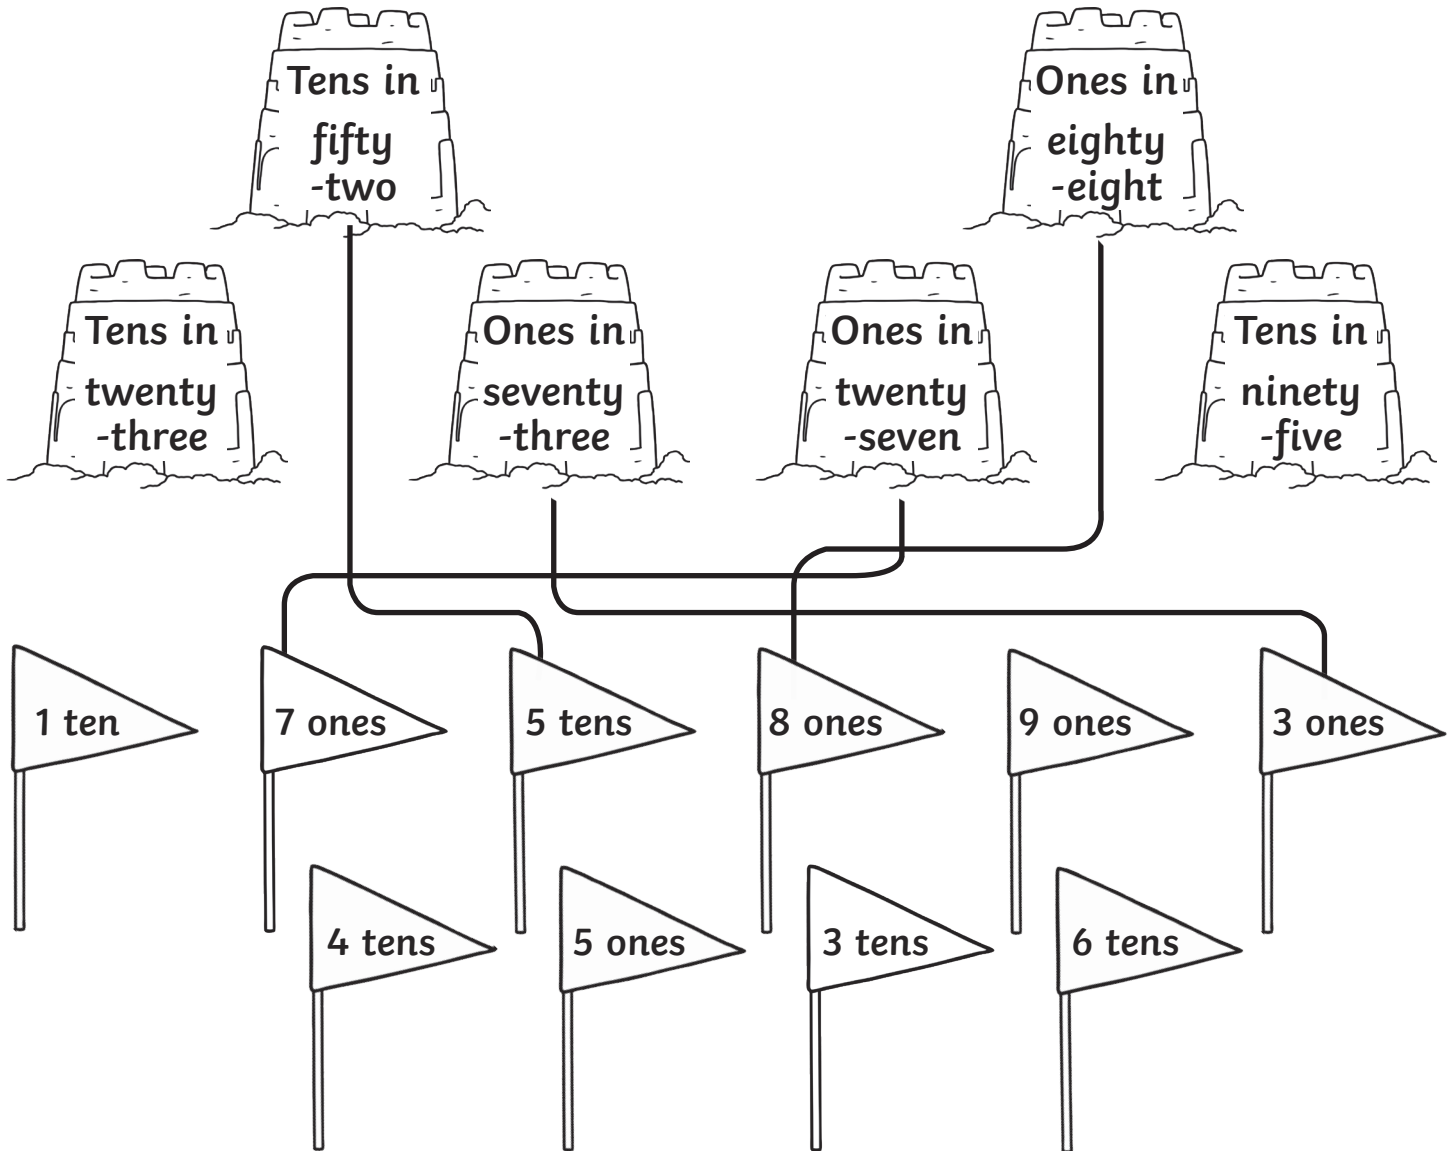 Tens in
fifty
-two
Ones in
eighty
-eight
Tens in
twenty
-three
Ones in
seventy
-three
Ones in
twenty
-seven
Tens in
ninety
-five
1 ten
7 ones
5 tens
8 ones
9 ones
3 ones
4 tens
5 ones
3 tens
6 tens